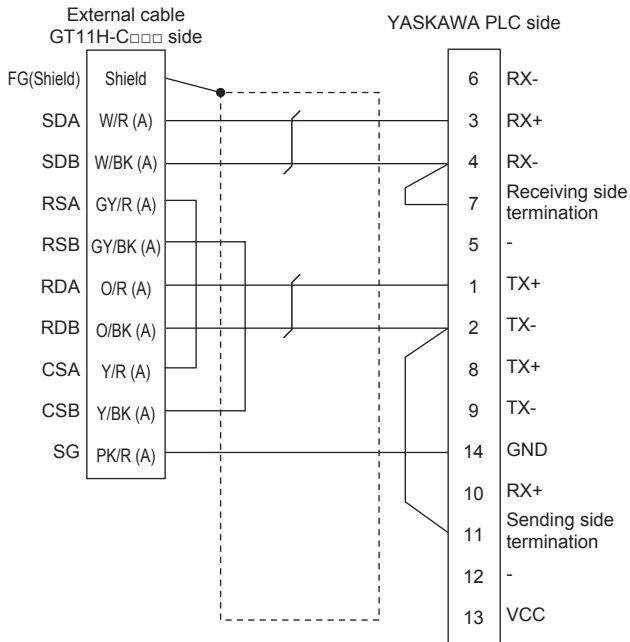 External cable
GT11H-C□□□ side
YASKAWA PLC side
FG(Shield) Shield 6 RX-
SDA W/R (A) 3 RX+
SDB W/BK (A) 4 RX-
RSA GY/R (A) 7 Receiving side
termination
RSB GY/BK (A) 5 -
RDA O/R (A) 1 TX+
RDB O/BK (A) 2 TX-
CSA Y/R (A) 8 TX+
CSB Y/BK (A) 9 TX-
SG PK/R (A) 14 GND
10 RX+
11 Sending side
termination
12 -
13 VCC